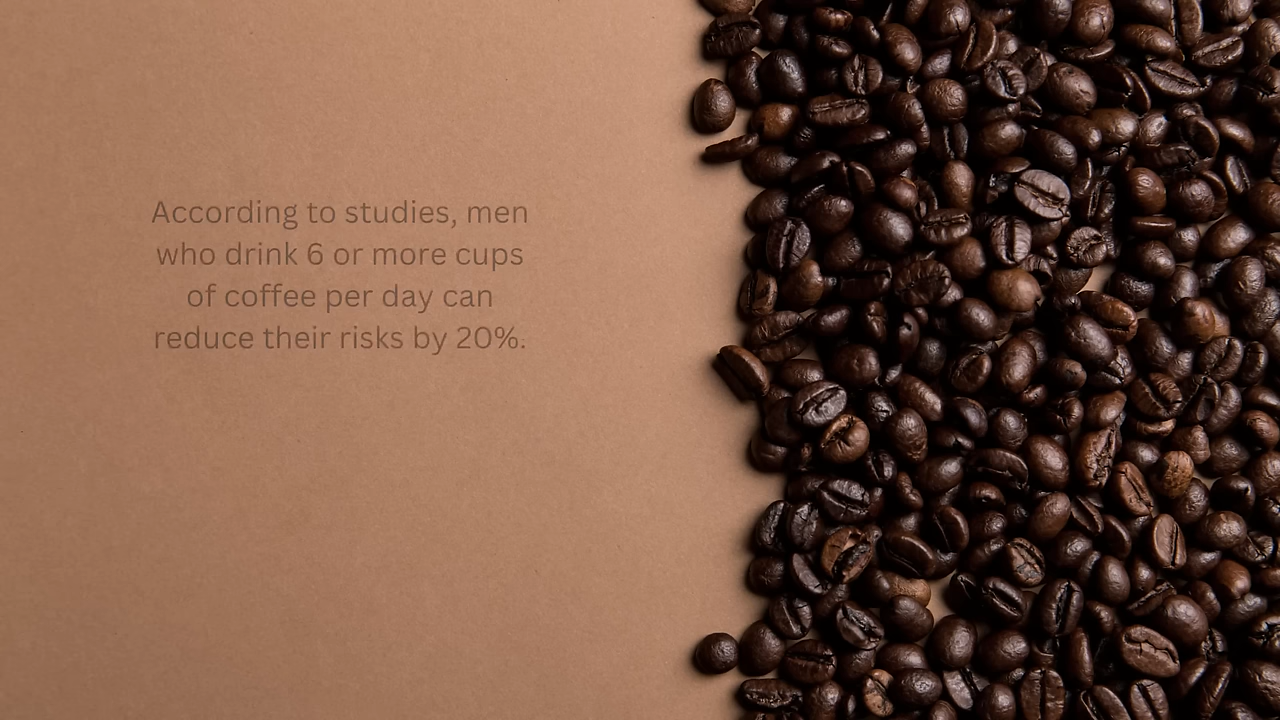 According to studies, men
who drink 6 or more cups
of coffee per day can
reduce their risks by 20%.